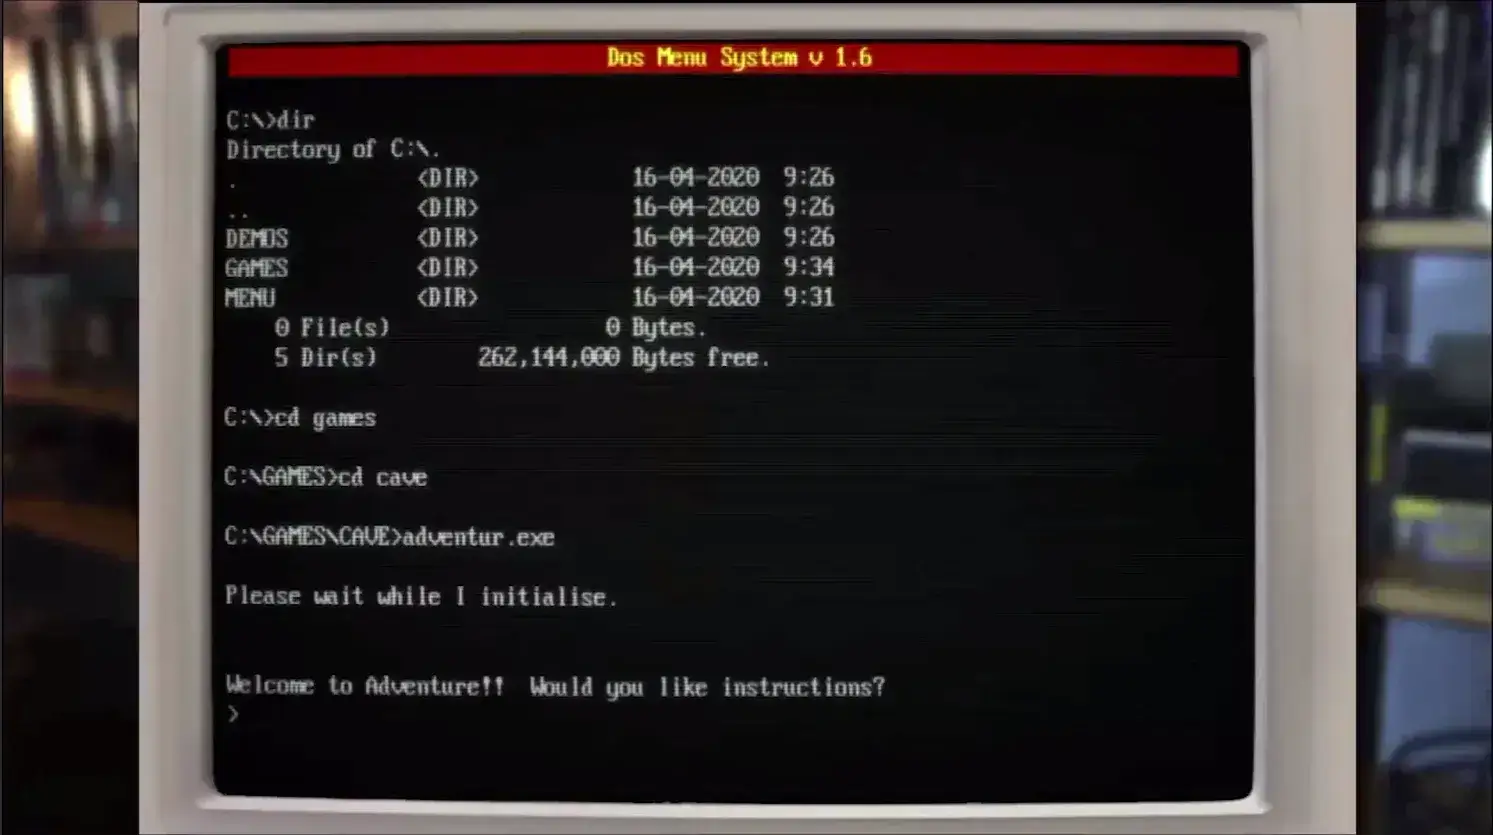 Dos Menu System v 1.6
C:\>dir
Directory of C:\.
. <DIR> 16-04-2020 9:26
.. <DIR> 16-04-2020 9:26
DEMOS <DIR> 16-04-2020 9:26
GAMES <DIR> 16-04-2020 9:34
MENU <DIR> 16-04-2020 9:31
0 File(s) 0 Bytes.
5 Dir(s) 262,144,000 Bytes free.
C:\>cd games
C:\GAMES>cd cave
C:\GAMES\CAVE>adventur.exe
Please wait while I initialise.
Welcome to Adventure!! Would you like instructions?
>